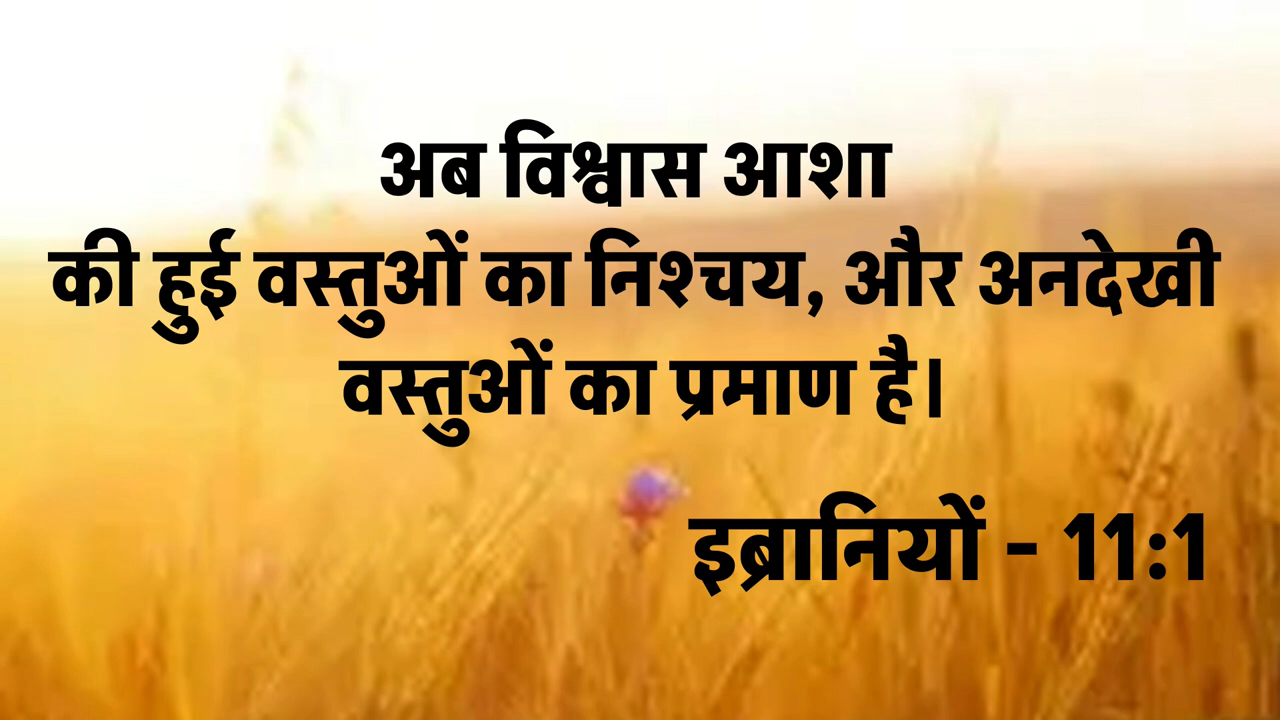 अब विश्वास आशा
की हुई वस्तुओं का निश्चय, और अनदेखी
वस्तुओं का प्रमाण है।
इब्रानियों - 11:1